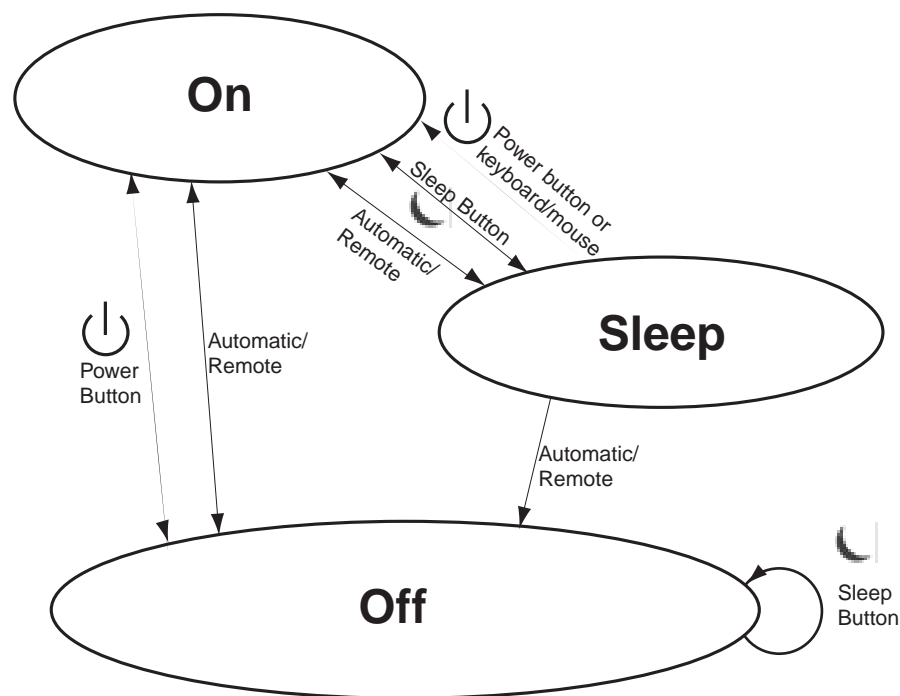 On
Power button or
keyboard/mouse
Sleep Button
Automatic/
Remote
Sleep
Power
Button
Automatic/
Remote
Automatic/
Remote
Off
Sleep
Button